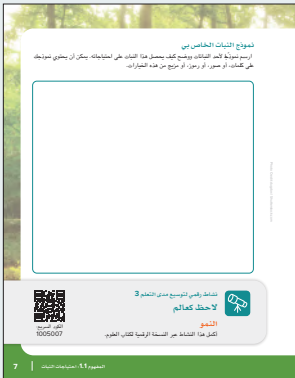 نموذج النبات الخاص بي
ارسم نموذجًا لأحد النباتات ووضح كيف يحصل هذا النبات على احتياجاته. يمكن أن يحتوي نموذجك
على كلمات، أو صور، أو رموز، أو مزيج من هذه الخيارات.
نشاط رقمي لتوسيع مدى التعلم 3
لاحظ كعالم
النمو
أكمل هذا النشاط عبر النسخة الرقمية لكتاب العلوم.
الكود السريع:
1005007
المفهوم 1.1: احتياجات النبات
7